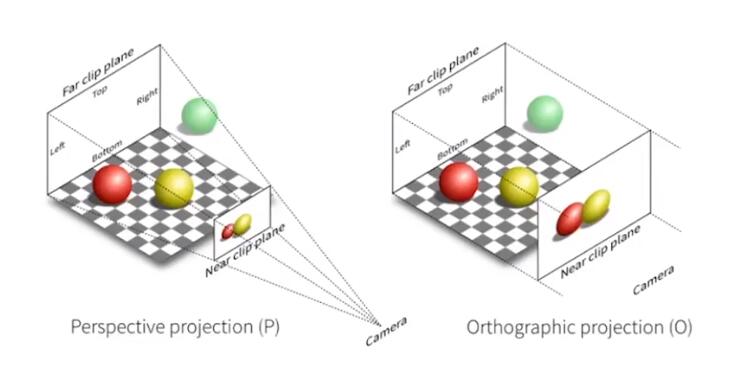 Far clip plane
Top
Right
Left
Bottom
Near clip plane
Camera
Perspective projection (P)
Far clip plane
Top
Right
Left
Bottom
Near clip plane
Camera
Orthographic projection (O)